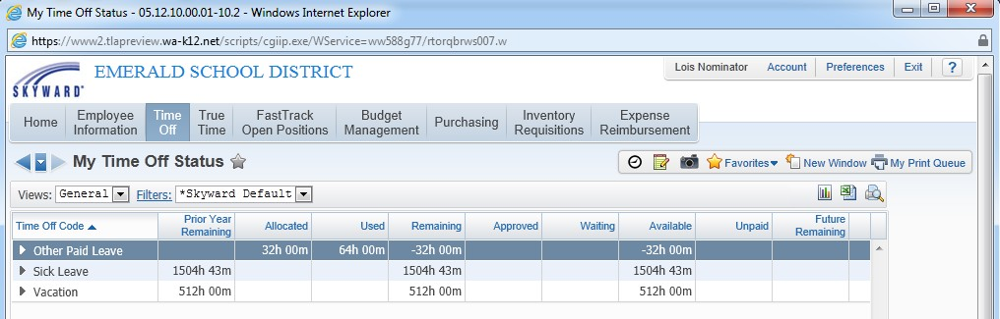 My Time Off Status - 05.12.10.00.01-10.2 - Windows Internet Explorer
https://www2.tlapreview.wa-k12.net/scripts/cgiip.exe/WService=ww588g77/rtorqbrws007.w
SKYWARD®
EMERALD SCHOOL DISTRICT
Lois Nominator Account Preferences Exit ?
Home Employee Information Time Off True Time FastTrack Open Positions Budget Management Purchasing Inventory Requisitions Expense Reimbursement
My Time Off Status
Favorites New Window My Print Queue
Views: General Filters: *Skyward Default
Time Off Code Prior Year Remaining Allocated Used Remaining Approved Waiting Available Unpaid Future Remaining
Other Paid Leave 32h 00m 64h 00m -32h 00m -32h 00m
Sick Leave 1504h 43m 1504h 43m 1504h 43m
Vacation 512h 00m 512h 00m 512h 00m